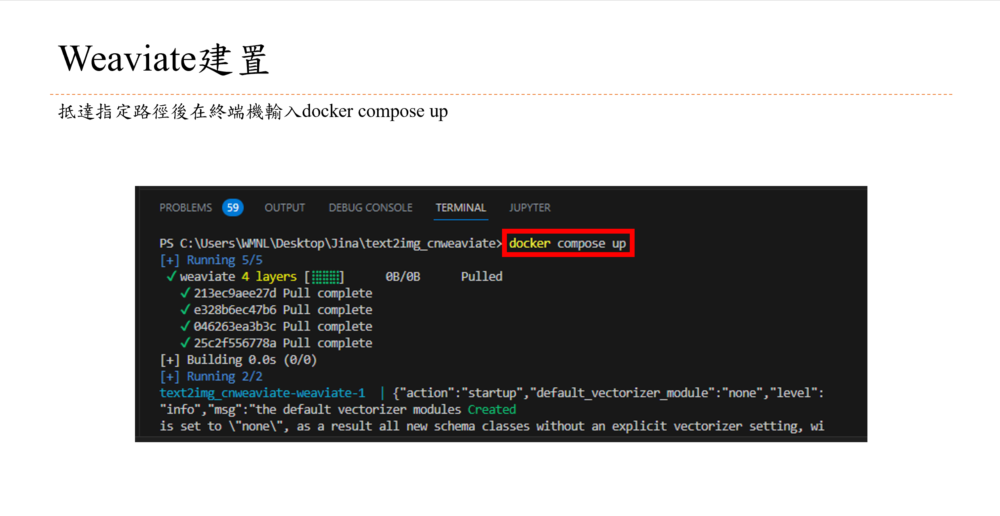 Weaviate建置
抵達指定路徑後在終端機輸入docker compose up
PROBLEMS 59 OUTPUT DEBUG CONSOLE TERMINAL JUPYTER
PS C:\Users\WMNL\Desktop\Jina\text2img_cnweaviate> docker compose up
[+] Running 5/5
✓ weaviate 4 layers [⣿⣿⣿⣿] 0B/0B Pulled
✓ 213ec9aee27d Pull complete
✓ e328b6ec47b6 Pull complete
✓ 046263ea3b3c Pull complete
✓ 25c2f556778a Pull complete
[+] Building 0.0s (0/0)
[+] Running 2/2
text2img_cnweaviate-weaviate-1 | {"action":"startup","default_vectorizer_module":"none","level":
"info","msg":"the default vectorizer modules Created
is set to \"none\", as a result all new schema classes without an explicit vectorizer setting, wi